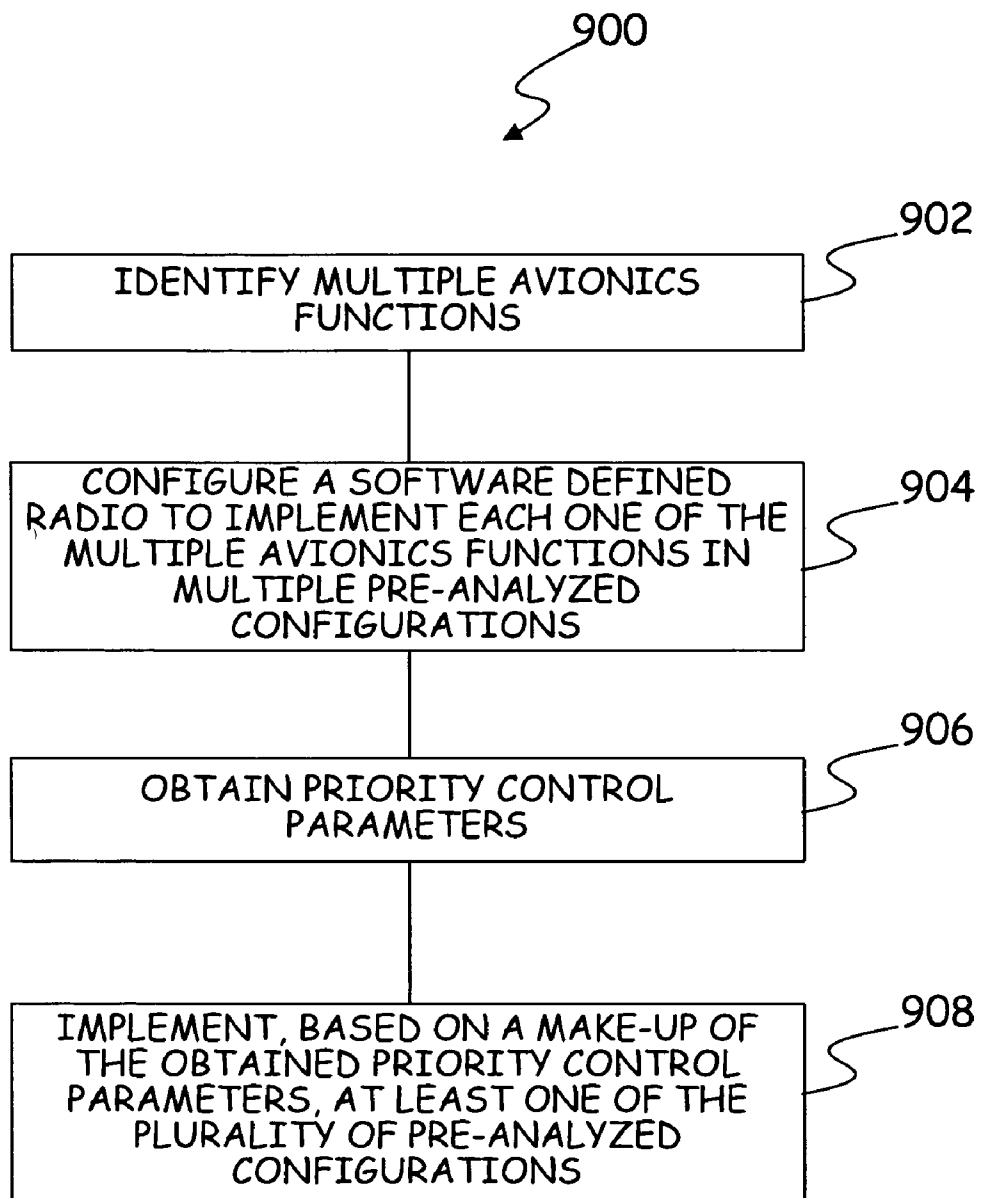 900
902
IDENTIFY MULTIPLE AVIONICS
FUNCTIONS
904
CONFIGURE A SOFTWARE DEFINED
RADIO TO IMPLEMENT EACH ONE OF THE
MULTIPLE AVIONICS FUNCTIONS IN
MULTIPLE PRE-ANALYZED
CONFIGURATIONS
906
OBTAIN PRIORITY CONTROL
PARAMETERS
908
IMPLEMENT, BASED ON A MAKE-UP OF
THE OBTAINED PRIORITY CONTROL
PARAMETERS, AT LEAST ONE OF THE
PLURALITY OF PRE-ANALYZED
CONFIGURATIONS